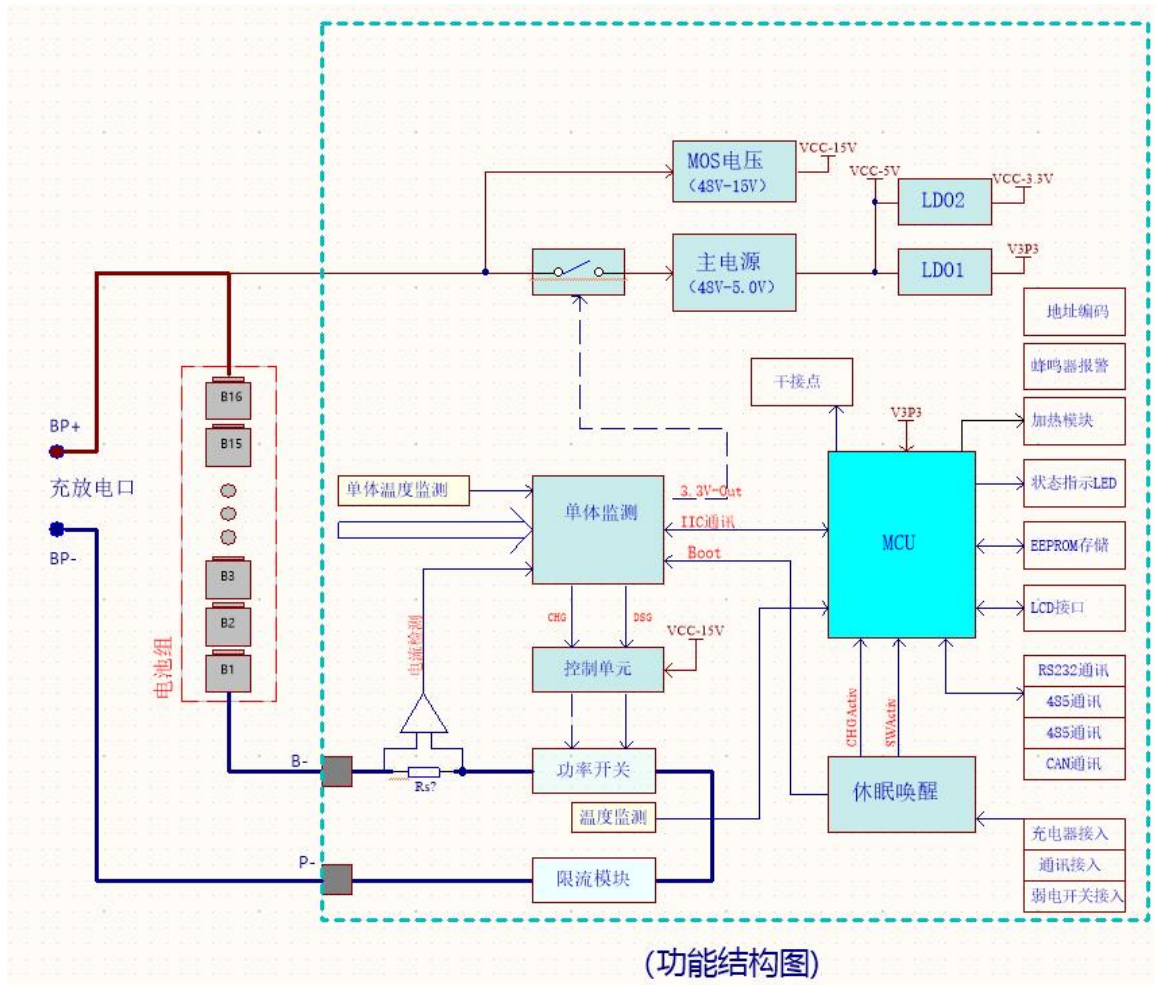 MOS电压
(48V-15V)
VCC-15V
VCC-5V
LDO2
VCC-3.3V
主电源
(48V-5.0V)
LDO1
V3P3
地址编码
蜂鸣器报警
干接点
加热模块
V3P3
B16
B15
BP+
充放电口
BP-
B3
B2
B1
电池组
单体温度监测
单体监测
3.3V-Out
IIC通讯
Boot
MCU
状态指示LED
EEPROM存储
LCD接口
CHG
DSG
VCC-15V
控制单元
电流检测
RS232通讯
485通讯
485通讯
CAN通讯
CHGActiv
SWActiv
B-
Rs?
功率开关
温度监测
休眠唤醒
充电器接入
通讯接入
弱电开关接入
P-
限流模块
(功能结构图)